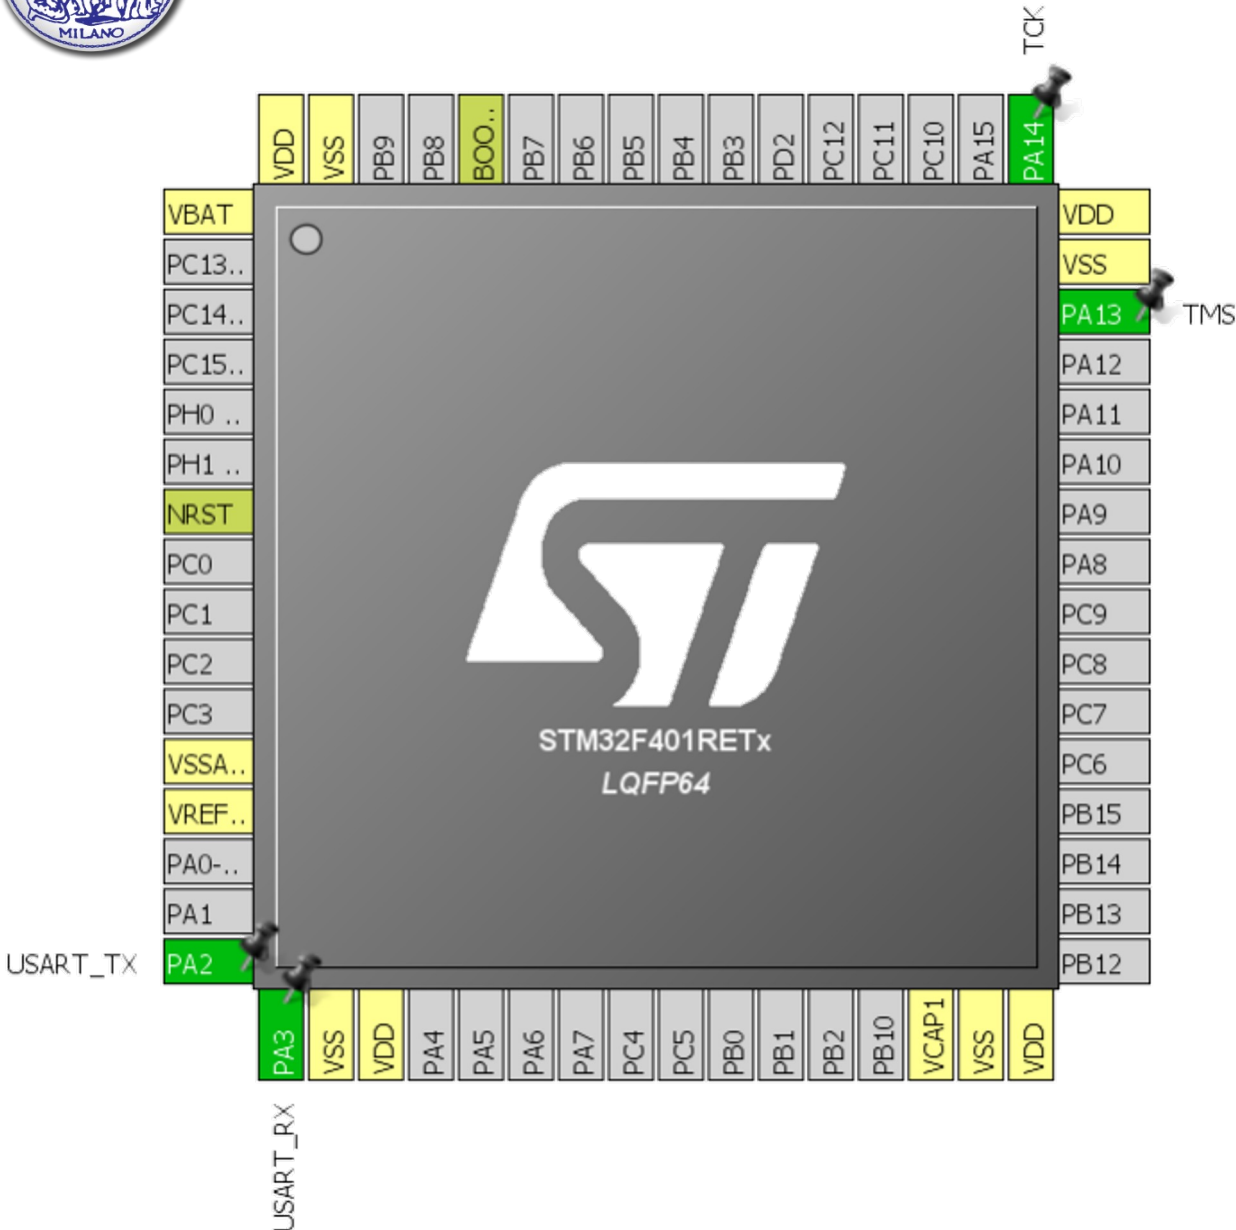 MILANO
TCK
VDD
VSS
PB9
PB8
BOO..
PB7
PB6
PB5
PB4
PB3
PD2
PC12
PC11
PC10
PA15
PA14
VBAT
PC13..
PC14..
PC15..
PH0 ..
PH1 ..
NRST
PC0
PC1
PC2
PC3
VSSA..
VREF..
PA0-..
PA1
PA2
USART_TX
VDD
VSS
PA13
TMS
PA12
PA11
PA10
PA9
PA8
PC9
PC8
PC7
PC6
PB15
PB14
PB13
PB12
ST
STM32F401RETx
LQFP64
PA3
VSS
VDD
PA4
PA5
PA6
PA7
PC4
PC5
PB0
PB1
PB2
PB10
VCAP1
VSS
VDD
USART_RX